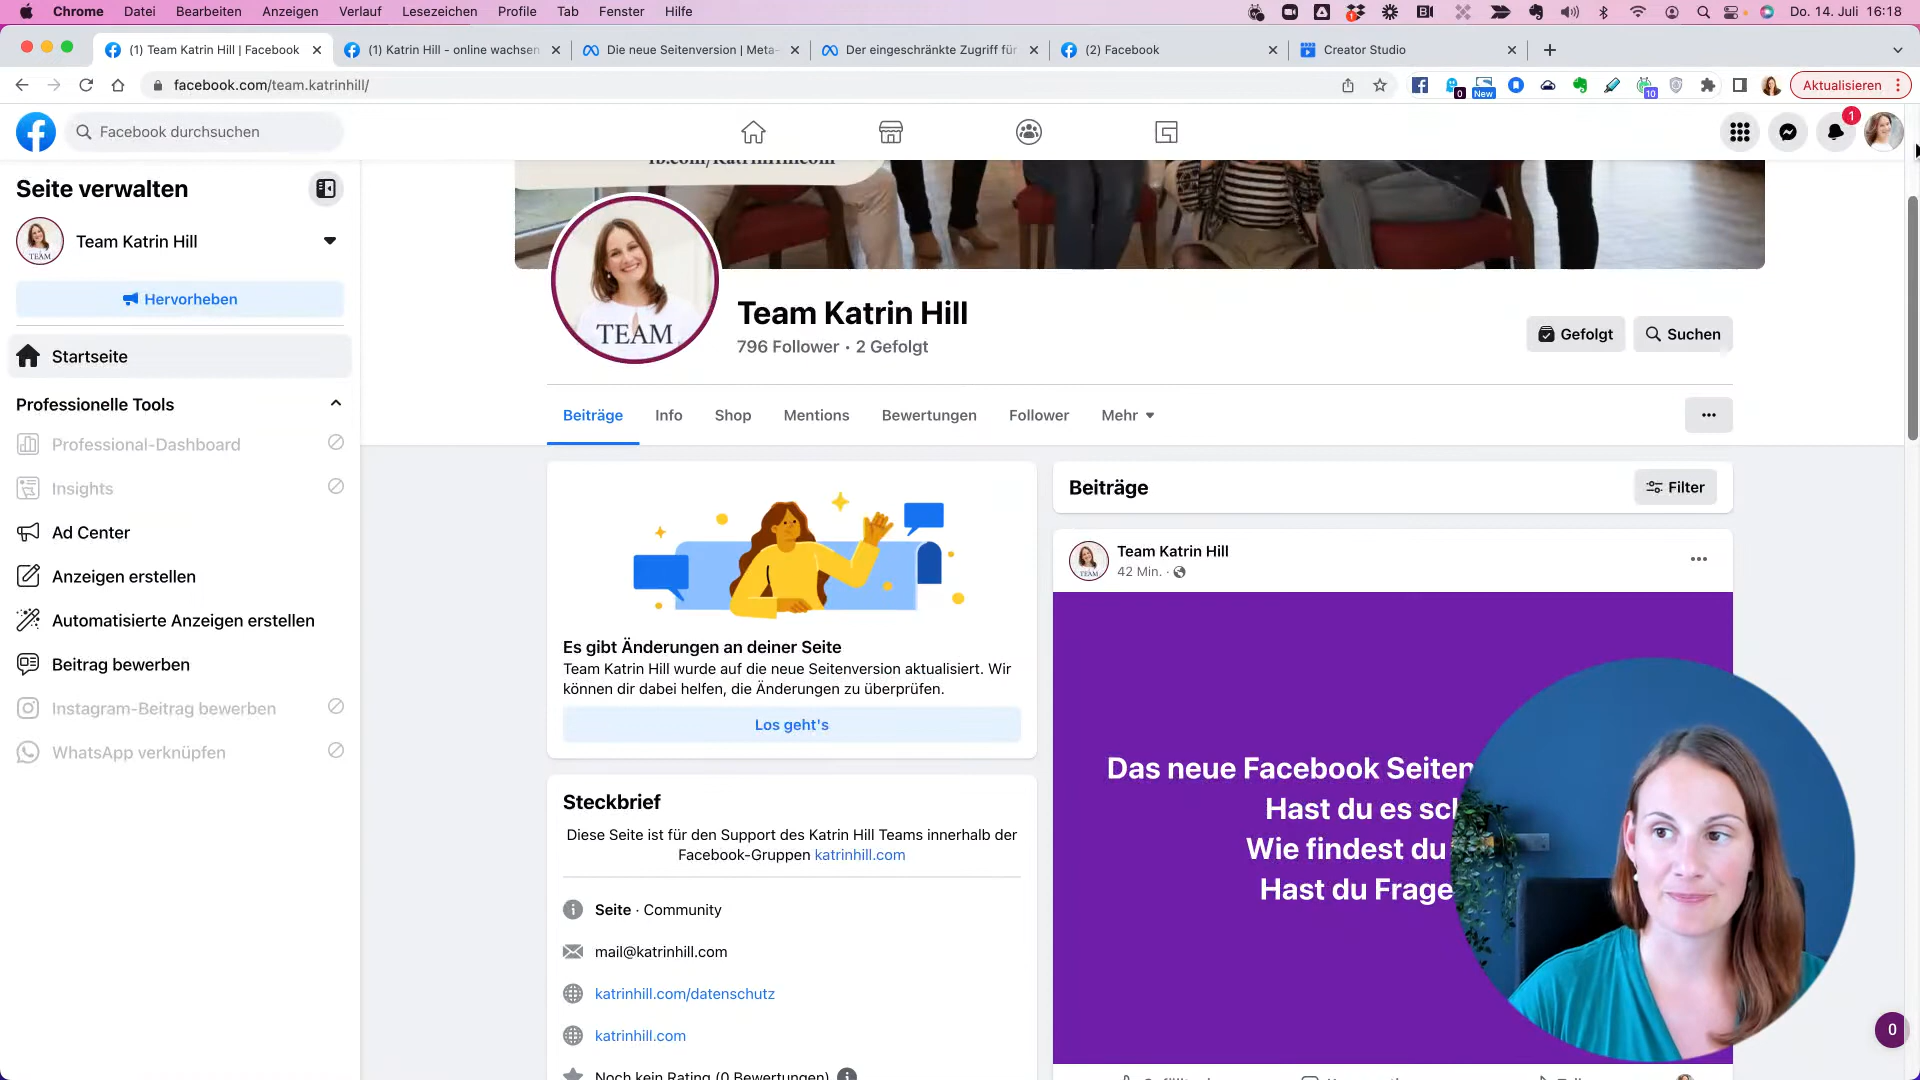 Chrome Datei Bearbeiten Anzeigen Verlauf Lesezeichen Profile Tab Fenster Hilfe
Do. 14. Juli 16:18
(1) Team Katrin Hill | Facebook
(1) Katrin Hill - online wachsen
Die neue Seitenversion | Meta-
Der eingeschränkte Zugriff für
(2) Facebook
Creator Studio
facebook.com/team.katrinhill/
0
New
10
Aktualisieren
Facebook durchsuchen
1
Seite verwalten
TEAM
Team Katrin Hill
Hervorheben
Startseite
Professionelle Tools
Professional-Dashboard
Insights
Ad Center
Anzeigen erstellen
Automatisierte Anzeigen erstellen
Beitrag bewerben
Instagram-Beitrag bewerben
WhatsApp verknüpfen
TEAM
Team Katrin Hill
796 Follower · 2 Gefolgt
Gefolgt
Suchen
Beiträge Info Shop Mentions Bewertungen Follower Mehr
Es gibt Änderungen an deiner Seite
Team Katrin Hill wurde auf die neue Seitenversion aktualisiert. Wir
können dir dabei helfen, die Änderungen zu überprüfen.
Los geht's
Steckbrief
Diese Seite ist für den Support des Katrin Hill Teams innerhalb der
Facebook-Gruppen katrinhill.com
Seite · Community
mail@katrinhill.com
katrinhill.com/datenschutz
katrinhill.com
Noch kein Rating (0 Bewertungen)
Beiträge
Filter
Team Katrin Hill
42 Min. ·
TEAM
Das neue Facebook Seiten
Hast du es sch
Wie findest du
Hast du Frage
0